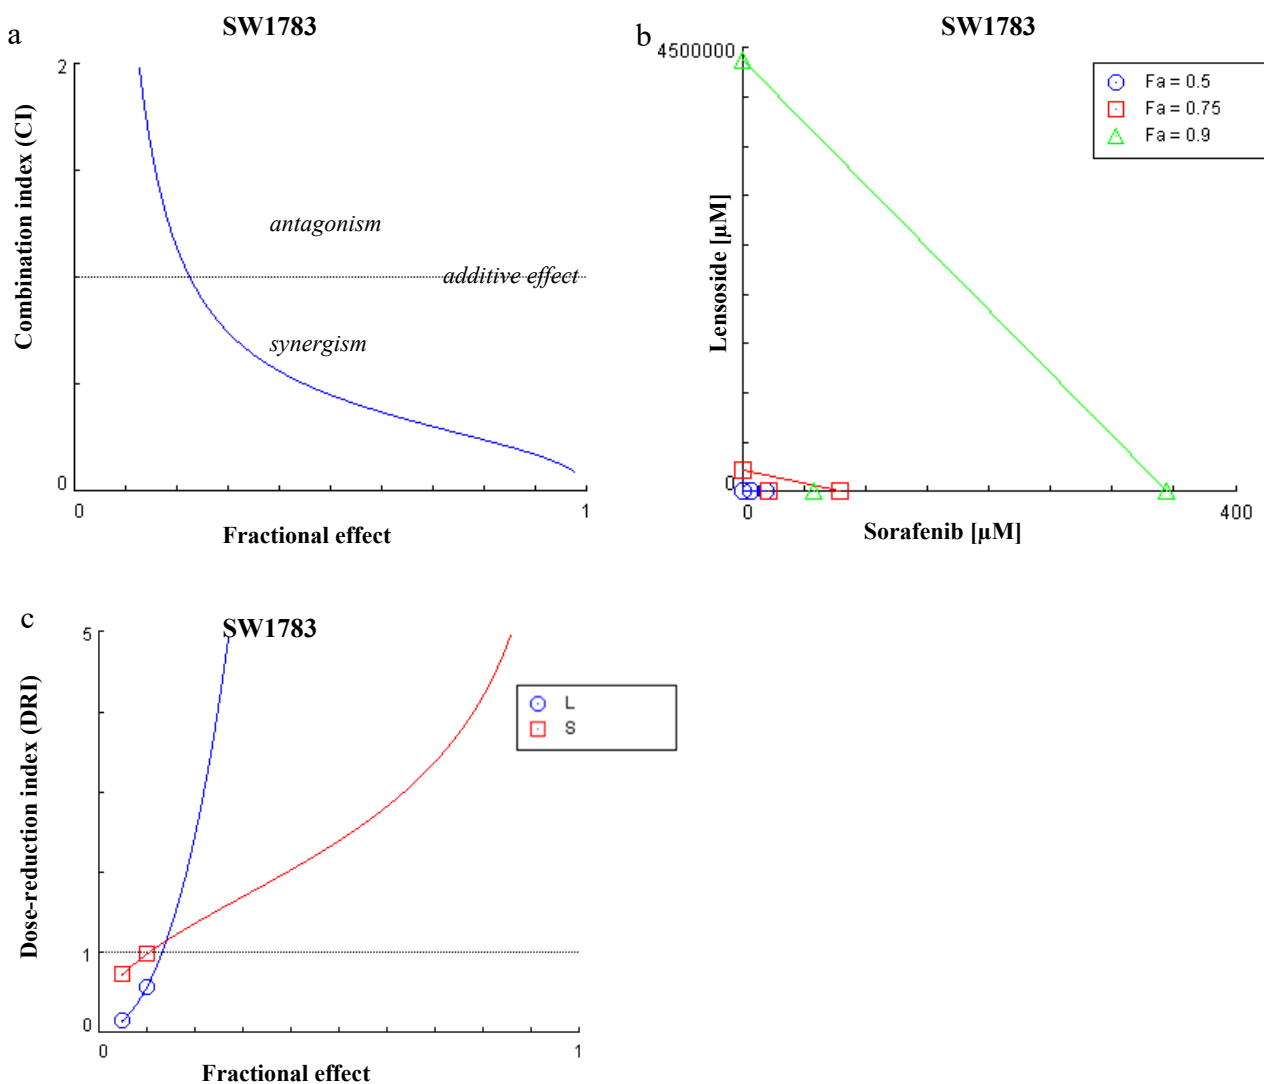 a
SW1783
2
Combination index (CI)
antagonism
additive effect
synergism
0
0
1
Fractional effect
b
SW1783
4500000
Fa = 0.5
Fa = 0.75
Fa = 0.9
Lensoside [µM]
0
0
400
Sorafenib [µM]
c
SW1783
5
L
S
Dose-reduction index (DRI)
1
0
0
1
Fractional effect